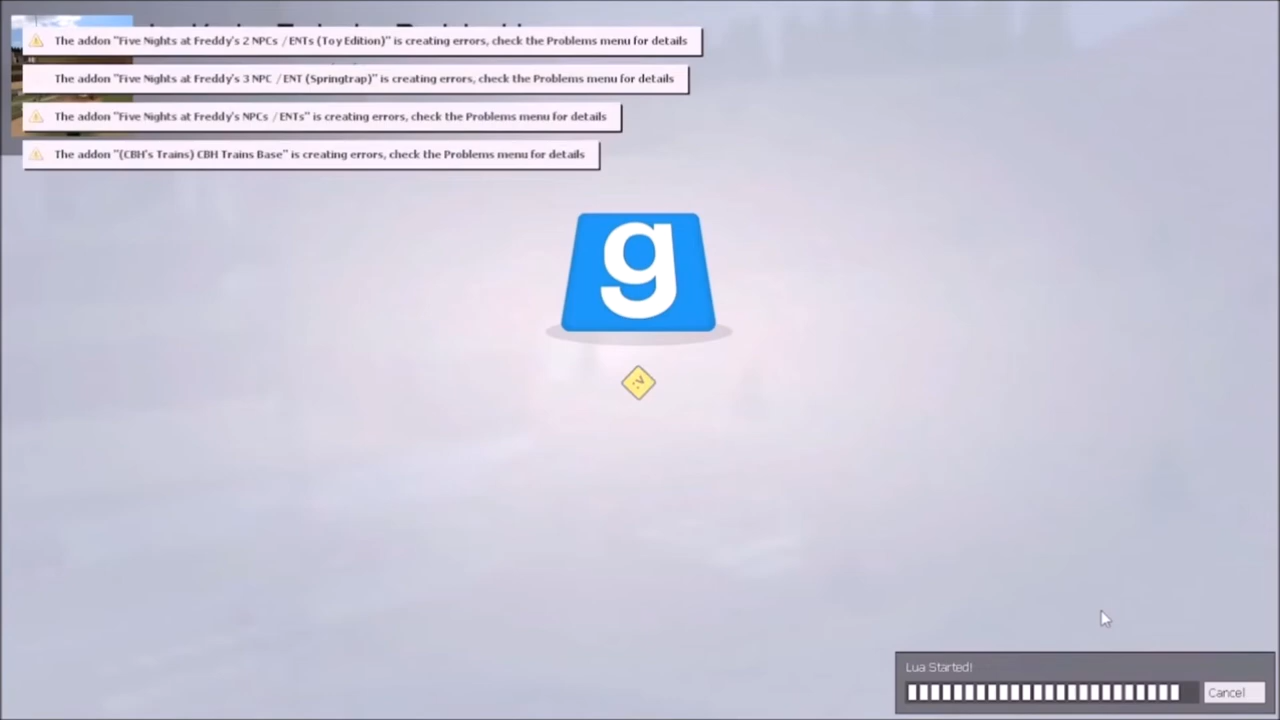 The addon "Five Nights at Freddy's 2 NPCs / ENTs (Toy Edition)" is creating errors, check the Problems menu for details
The addon "Five Nights at Freddy's 3 NPC / ENT (Springtrap)" is creating errors, check the Problems menu for details
The addon "Five Nights at Freddy's NPCs / ENTs" is creating errors, check the Problems menu for details
The addon "(CBH's Trains) CBH Trains Base" is creating errors, check the Problems menu for details
g
:v
Lua Started!
Cancel